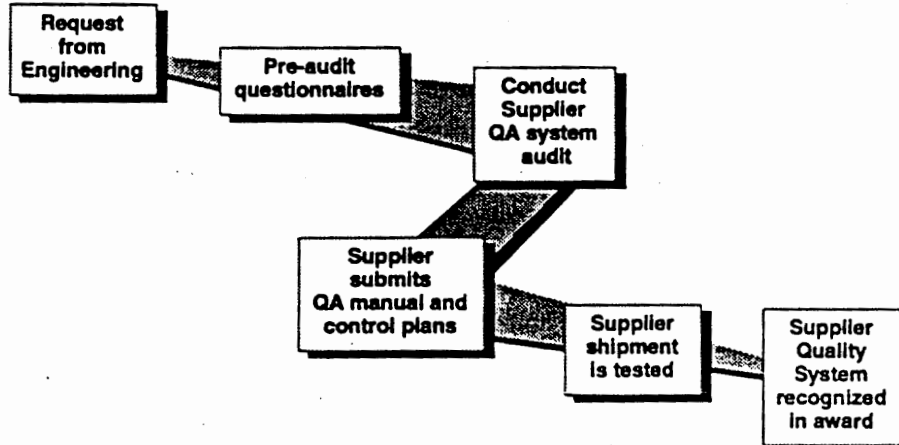 Request
from
Engineering
Pre-audit
questionnaires
Conduct
Supplier
QA system
audit
Supplier
submits
QA manual and
control plans
Supplier
shipment
is tested
Supplier
Quality
System
recognized
in award